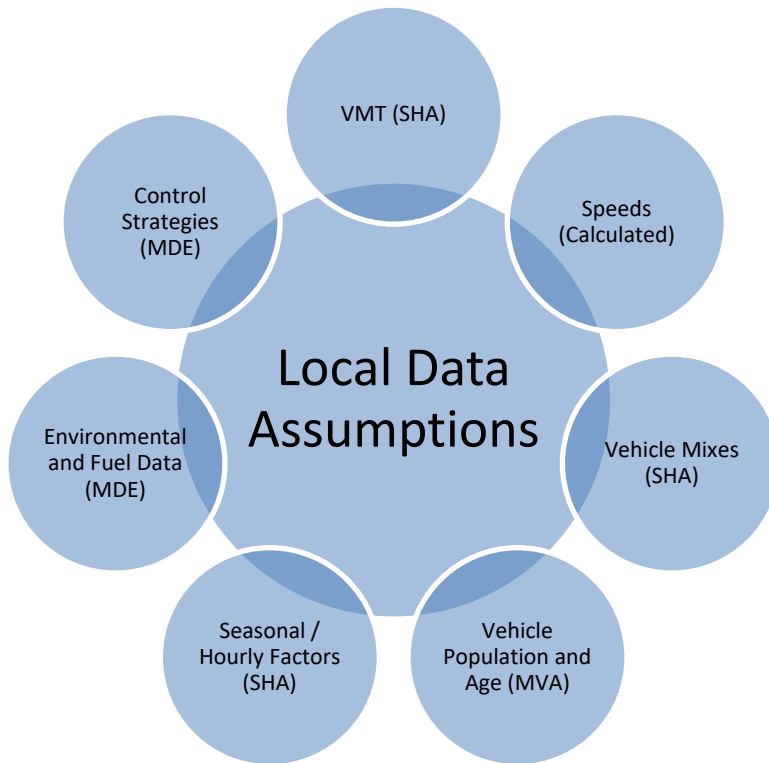 VMT (SHA)
Control
Strategies
(MDE)
Speeds
(Calculated)
Local Data
Assumptions
Environmental
and Fuel Data
(MDE)
Vehicle Mixes
(SHA)
Seasonal /
Hourly Factors
(SHA)
Vehicle
Population and
Age (MVA)